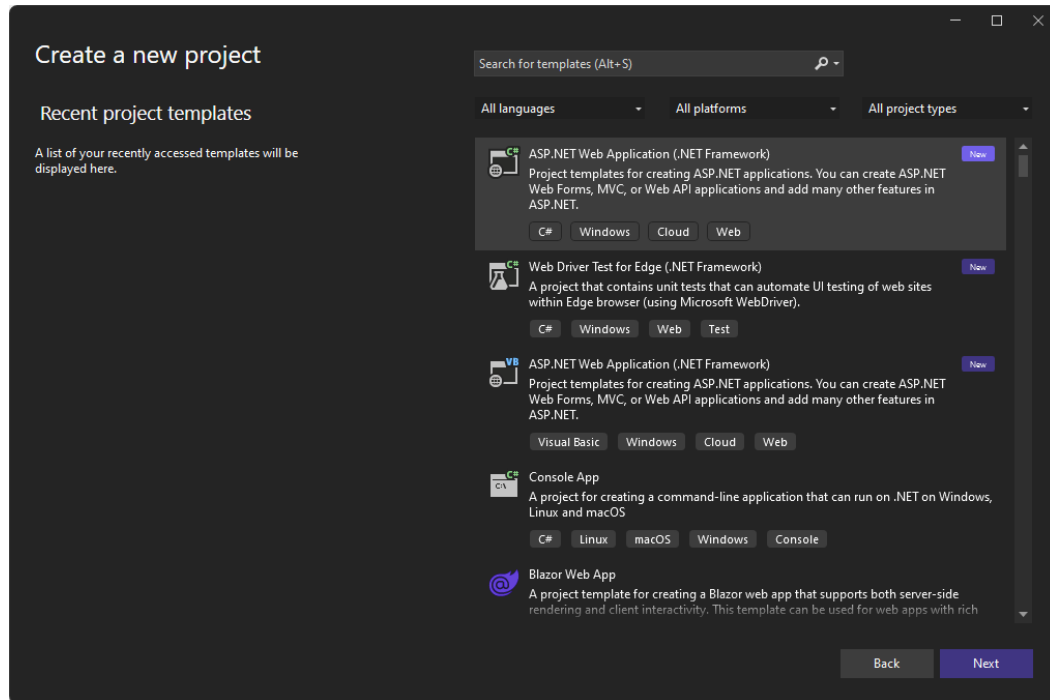 Create a new project
Recent project templates
A list of your recently accessed templates will be
displayed here.
Search for templates (Alt+S)
All languages
All platforms
All project types
C#
ASP.NET Web Application (.NET Framework)
New
Project templates for creating ASP.NET applications. You can create ASP.NET
Web Forms, MVC, or Web API applications and add many other features in
ASP.NET.
C# Windows Cloud Web
C#
Web Driver Test for Edge (.NET Framework)
New
A project that contains unit tests that can automate UI testing of web sites
within Edge browser (using Microsoft WebDriver).
C# Windows Web Test
VB
ASP.NET Web Application (.NET Framework)
New
Project templates for creating ASP.NET applications. You can create ASP.NET
Web Forms, MVC, or Web API applications and add many other features in
ASP.NET.
Visual Basic Windows Cloud Web
C#
C:\
Console App
A project for creating a command-line application that can run on .NET on Windows,
Linux and macOS
C# Linux macOS Windows Console
@
Blazor Web App
A project template for creating a Blazor web app that supports both server-side
rendering and client interactivity. This template can be used for web apps with rich
Back
Next